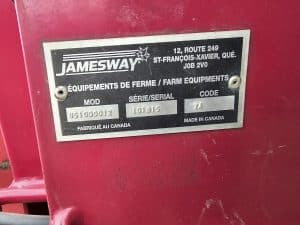 JAMESWAY
12, ROUTE 249
ST-FRANÇOIS-XAVIER, QUÉ.
J0B 2V0
ÉQUIPEMENTS DE FERME / FARM EQUIPMENTS
MOD SÉRIE/SERIAL CODE
FABRIQUÉ AU CANADA MADE IN CANADA